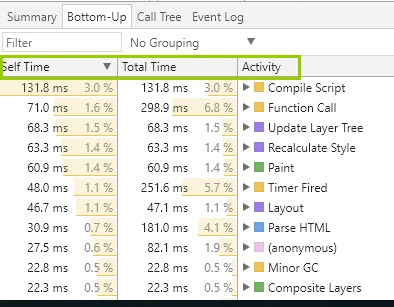 Summary Bottom-Up Call Tree Event Log
Filter No Grouping ▼
Self Time ▼ Total Time Activity
131.8 ms 3.0 % 131.8 ms 3.0 % ▶ Compile Script
71.0 ms 1.6 % 298.9 ms 6.8 % ▶ Function Call
68.3 ms 1.5 % 68.3 ms 1.5 % ▶ Update Layer Tree
63.3 ms 1.4 % 63.3 ms 1.4 % ▶ Recalculate Style
60.9 ms 1.4 % 60.9 ms 1.4 % ▶ Paint
48.0 ms 1.1 % 251.6 ms 5.7 % ▶ Timer Fired
46.7 ms 1.1 % 47.1 ms 1.1 % ▶ Layout
30.9 ms 0.7 % 181.0 ms 4.1 % ▶ Parse HTML
27.5 ms 0.6 % 82.1 ms 1.9 % ▶ (anonymous)
22.8 ms 0.5 % 22.8 ms 0.5 % ▶ Minor GC
22.3 ms 0.5 % 22.3 ms 0.5 % ▶ Composite Layers